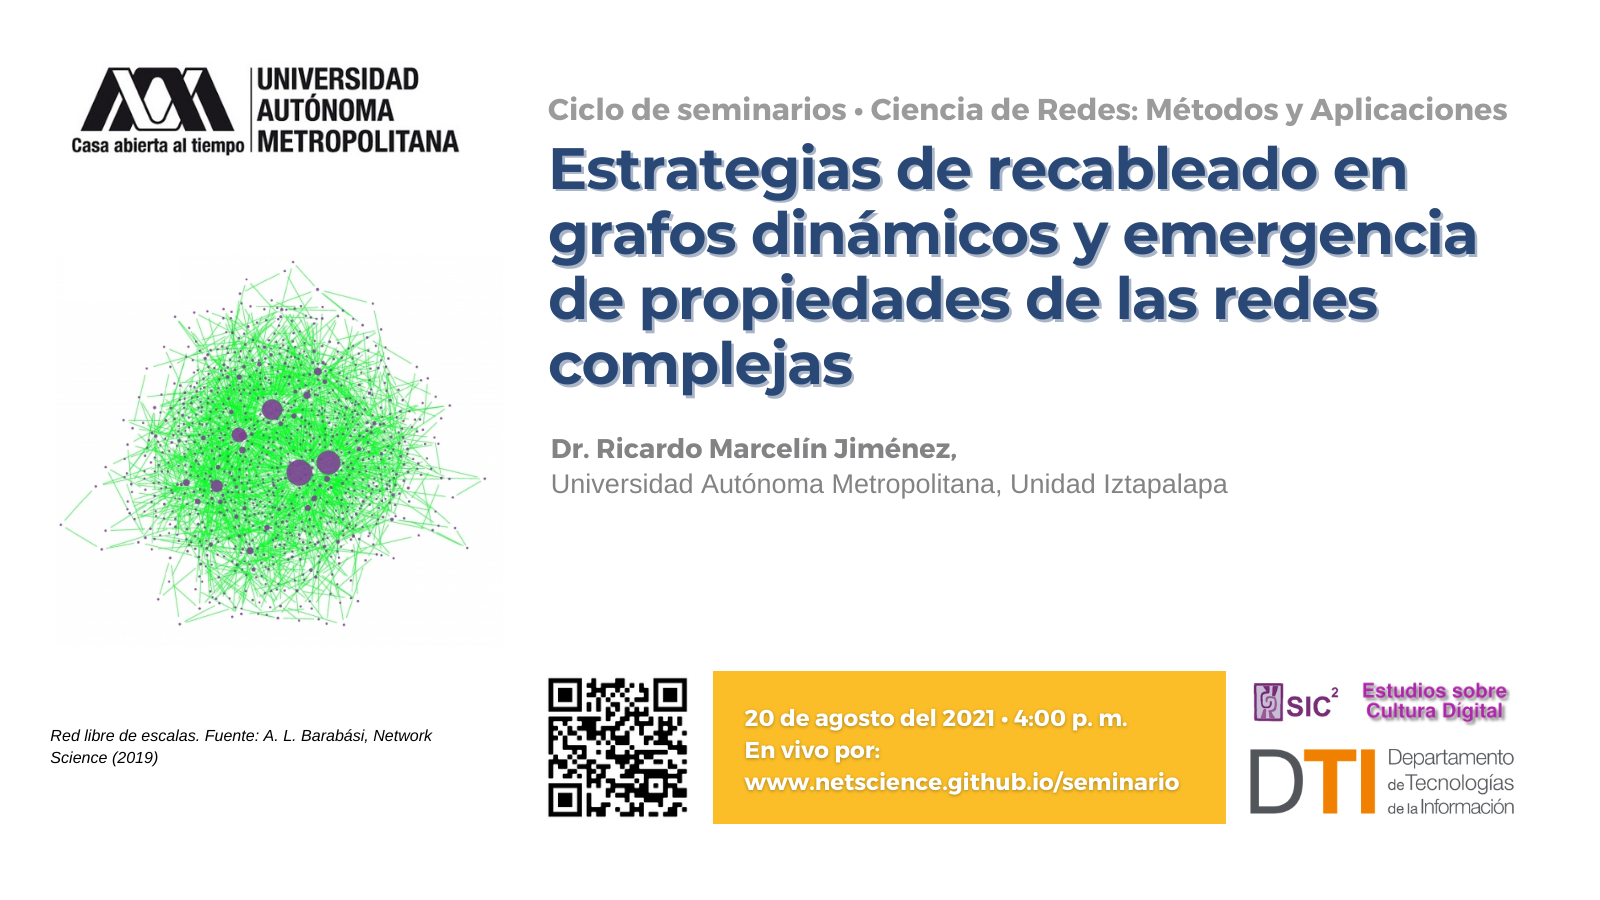 UNIVERSIDAD
AUTÓNOMA
METROPOLITANA
Casa abierta al tiempo
Ciclo de seminarios • Ciencia de Redes: Métodos y Aplicaciones
Estrategias de recableado en
grafos dinámicos y emergencia
de propiedades de las redes
complejas
Dr. Ricardo Marcelín Jiménez,
Universidad Autónoma Metropolitana, Unidad Iztapalapa
Red libre de escalas. Fuente: A. L. Barabási, Network
Science (2019)
20 de agosto del 2021 • 4:00 p. m.
En vivo por:
www.netscience.github.io/seminario
SIC²
Estudios sobre
Cultura Dígital
DTI
Departamento
de Tecnologías
de la Información